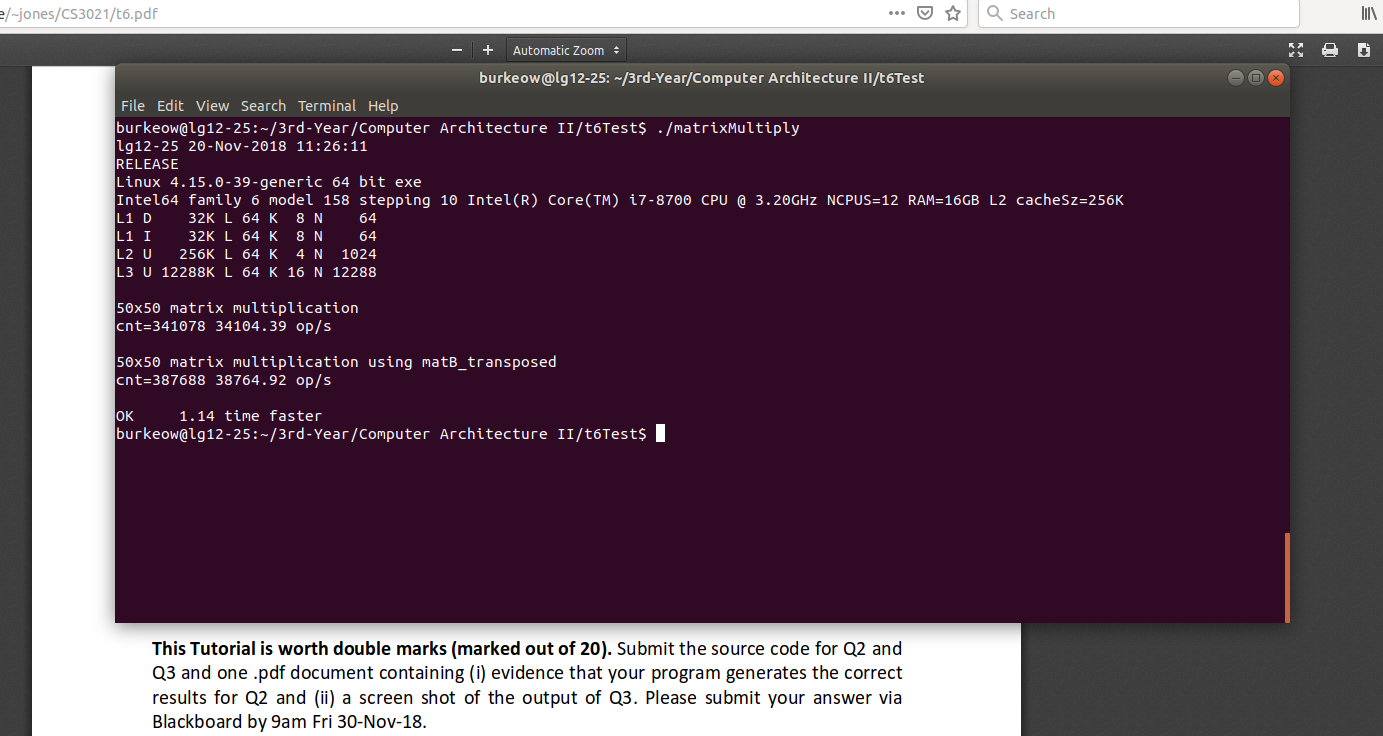 e/~jones/CS3021/t6.pdf
Search
Automatic Zoom
burkeow@lg12-25: ~/3rd-Year/Computer Architecture II/t6Test
File Edit View Search Terminal Help
burkeow@lg12-25:~/3rd-Year/Computer Architecture II/t6Test$ ./matrixMultiply
lg12-25 20-Nov-2018 11:26:11
RELEASE
Linux 4.15.0-39-generic 64 bit exe
Intel64 family 6 model 158 stepping 10 Intel(R) Core(TM) i7-8700 CPU @ 3.20GHz NCPUS=12 RAM=16GB L2 cacheSz=256K
L1 D    32K L 64 K  8 N    64
L1 I    32K L 64 K  8 N    64
L2 U   256K L 64 K  4 N  1024
L3 U 12288K L 64 K 16 N 12288
50x50 matrix multiplication
cnt=341078 34104.39 op/s
50x50 matrix multiplication using matB_transposed
cnt=387688 38764.92 op/s
OK     1.14 time faster
burkeow@lg12-25:~/3rd-Year/Computer Architecture II/t6Test$
This Tutorial is worth double marks (marked out of 20). Submit the source code for Q2 and
Q3 and one .pdf document containing (i) evidence that your program generates the correct
results for Q2 and (ii) a screen shot of the output of Q3. Please submit your answer via
Blackboard by 9am Fri 30-Nov-18.